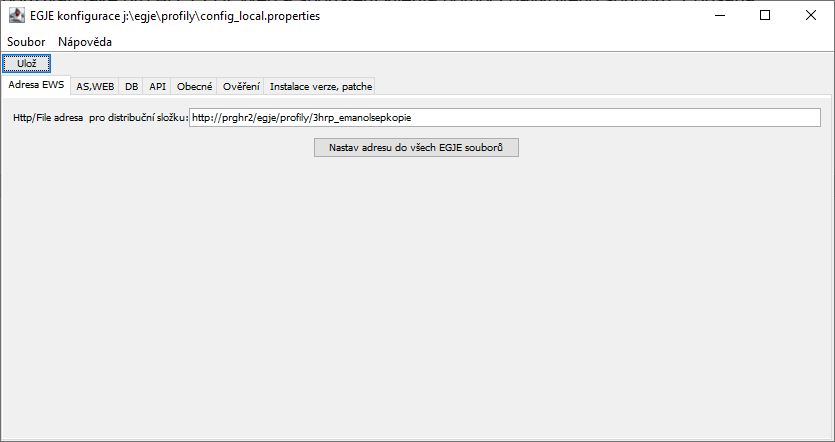 EGJE konfigurace j:\egje\profily\config_local.properties
Soubor Nápověda
Ulož
Adresa EWS AS,WEB DB API Obecné Ověření Instalace verze, patche
Http/File adresa pro distribuční složku: http://prghr2/egje/profily/3hrp_emanolsepkopie
Nastav adresu do všech EGJE souborů